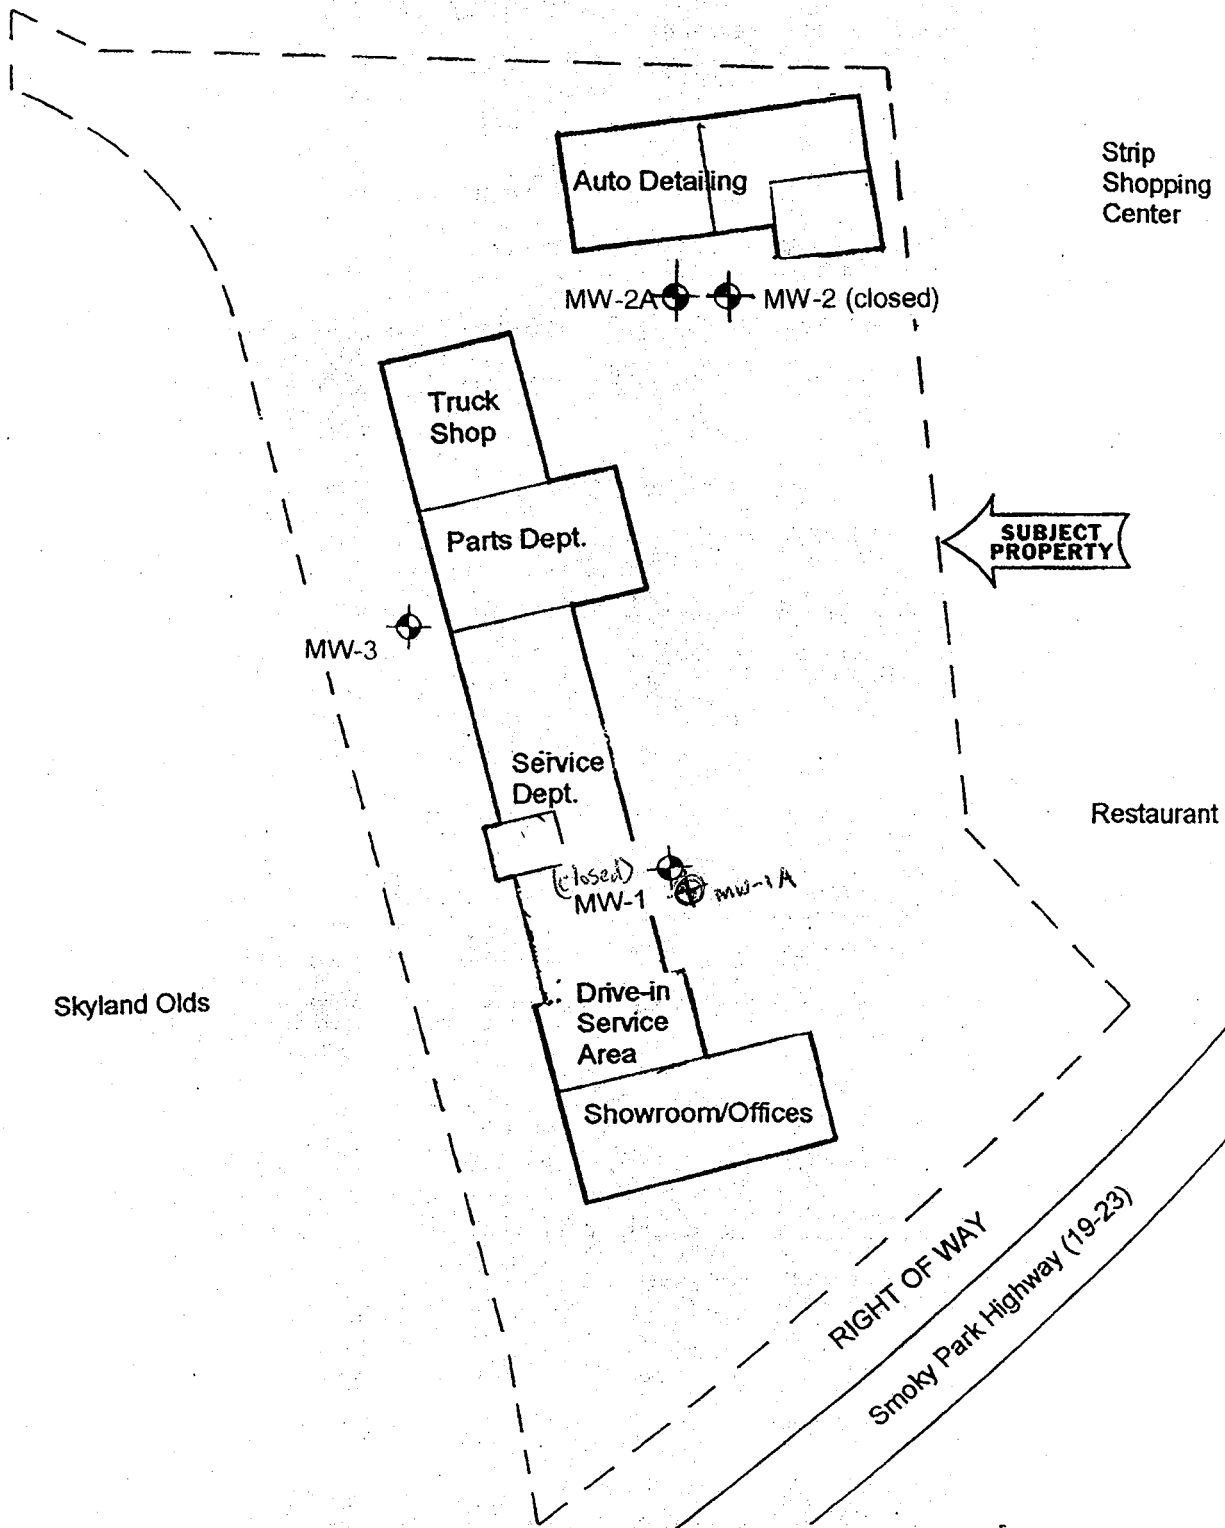 Strip
Shopping
Center
Auto Detailing
MW-2A
MW-2 (closed)
Truck
Shop
Parts Dept.
SUBJECT
PROPERTY
MW-3
Service
Dept.
Restaurant
(closed)
MW-1
MW-1A
Skyland Olds
Drive-in
Service
Area
Showroom/Offices
RIGHT OF WAY
Smoky Park Highway (19-23)